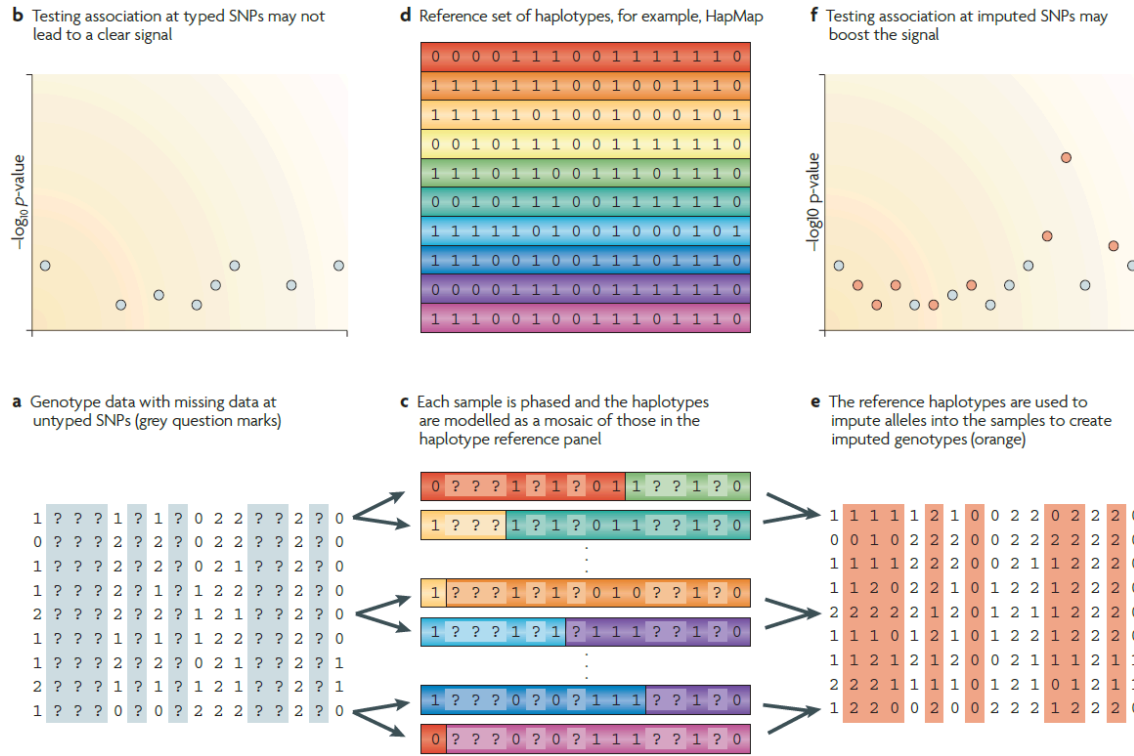 b Testing association at typed SNPs may not
lead to a clear signal
−log₁₀ p-value
d Reference set of haplotypes, for example, HapMap
0 0 0 0 1 1 1 0 0 1 1 1 1 1 1 0
1 1 1 1 1 1 1 0 0 1 0 0 1 1 1 0
1 1 1 1 1 0 1 0 0 1 0 0 0 1 0 1
0 0 1 0 1 1 1 0 0 1 1 1 1 1 1 0
1 1 1 0 1 1 0 0 1 1 1 0 1 1 1 0
0 0 1 0 1 1 1 0 0 1 1 1 1 1 1 0
1 1 1 1 1 0 1 0 0 1 0 0 0 1 0 1
1 1 1 0 0 1 0 0 1 1 1 0 1 1 1 0
0 0 0 0 1 1 1 0 0 1 1 1 1 1 1 0
1 1 1 0 0 1 0 0 1 1 1 0 1 1 1 0
f Testing association at imputed SNPs may
boost the signal
−log10 p-value
a Genotype data with missing data at
untyped SNPs (grey question marks)
1 ? ? ? 1 ? 1 ? 0 2 2 ? ? 2 ? 0
0 ? ? ? 2 ? 2 ? 0 2 2 ? ? 2 ? 0
1 ? ? ? 2 ? 2 ? 0 2 1 ? ? 2 ? 0
1 ? ? ? 2 ? 1 ? 1 2 2 ? ? 2 ? 0
2 ? ? ? 2 ? 2 ? 1 2 1 ? ? 2 ? 0
1 ? ? ? 1 ? 1 ? 1 2 2 ? ? 2 ? 0
1 ? ? ? 2 ? 2 ? 0 2 1 ? ? 2 ? 1
2 ? ? ? 1 ? 1 ? 1 2 1 ? ? 2 ? 1
1 ? ? ? 0 ? 0 ? 2 2 2 ? ? 2 ? 0
c Each sample is phased and the haplotypes
are modelled as a mosaic of those in the
haplotype reference panel
0 ? ? ? 1 ? 1 ? 0 1 1 ? ? 1 ? 0
1 ? ? ? 1 ? 1 ? 0 1 1 ? ? 1 ? 0
1 ? ? ? 1 ? 1 ? 0 1 0 ? ? 1 ? 0
1 ? ? ? 1 ? 1 ? 1 1 1 ? ? 1 ? 0
1 ? ? ? 0 ? 0 ? 1 1 1 ? ? 1 ? 0
0 ? ? ? 0 ? 0 ? 1 1 1 ? ? 1 ? 0
e The reference haplotypes are used to
impute alleles into the samples to create
imputed genotypes (orange)
1 1 1 1 1 2 1 0 0 2 2 0 2 2 2 0
0 0 1 0 2 2 2 0 0 2 2 2 2 2 2 0
1 1 1 1 2 2 2 0 0 2 1 1 2 2 2 0
1 1 2 0 2 2 1 0 1 2 2 1 2 2 2 0
2 2 2 2 2 1 2 0 1 2 1 1 2 2 2 0
1 1 1 0 1 2 1 0 1 2 2 1 2 2 2 0
1 1 2 1 2 1 2 0 0 2 1 1 1 2 1 1
2 2 2 1 1 1 1 0 1 2 1 0 1 2 1 1
1 2 2 0 0 2 0 0 2 2 2 1 2 2 2 0